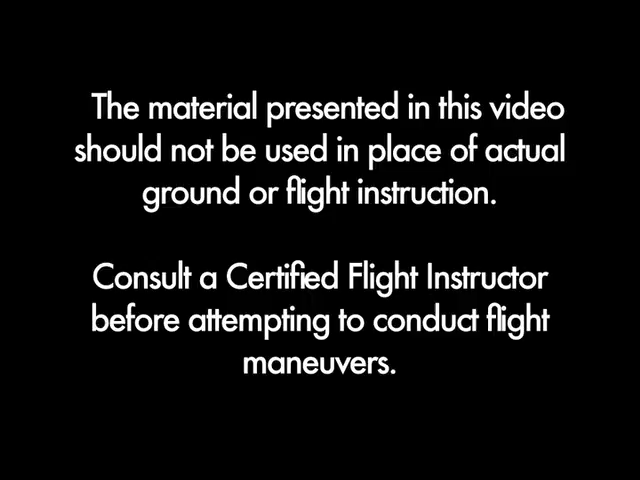 The material presented in this video
should not be used in place of actual
ground or flight instruction.
Consult a Certified Flight Instructor
before attempting to conduct flight
maneuvers.